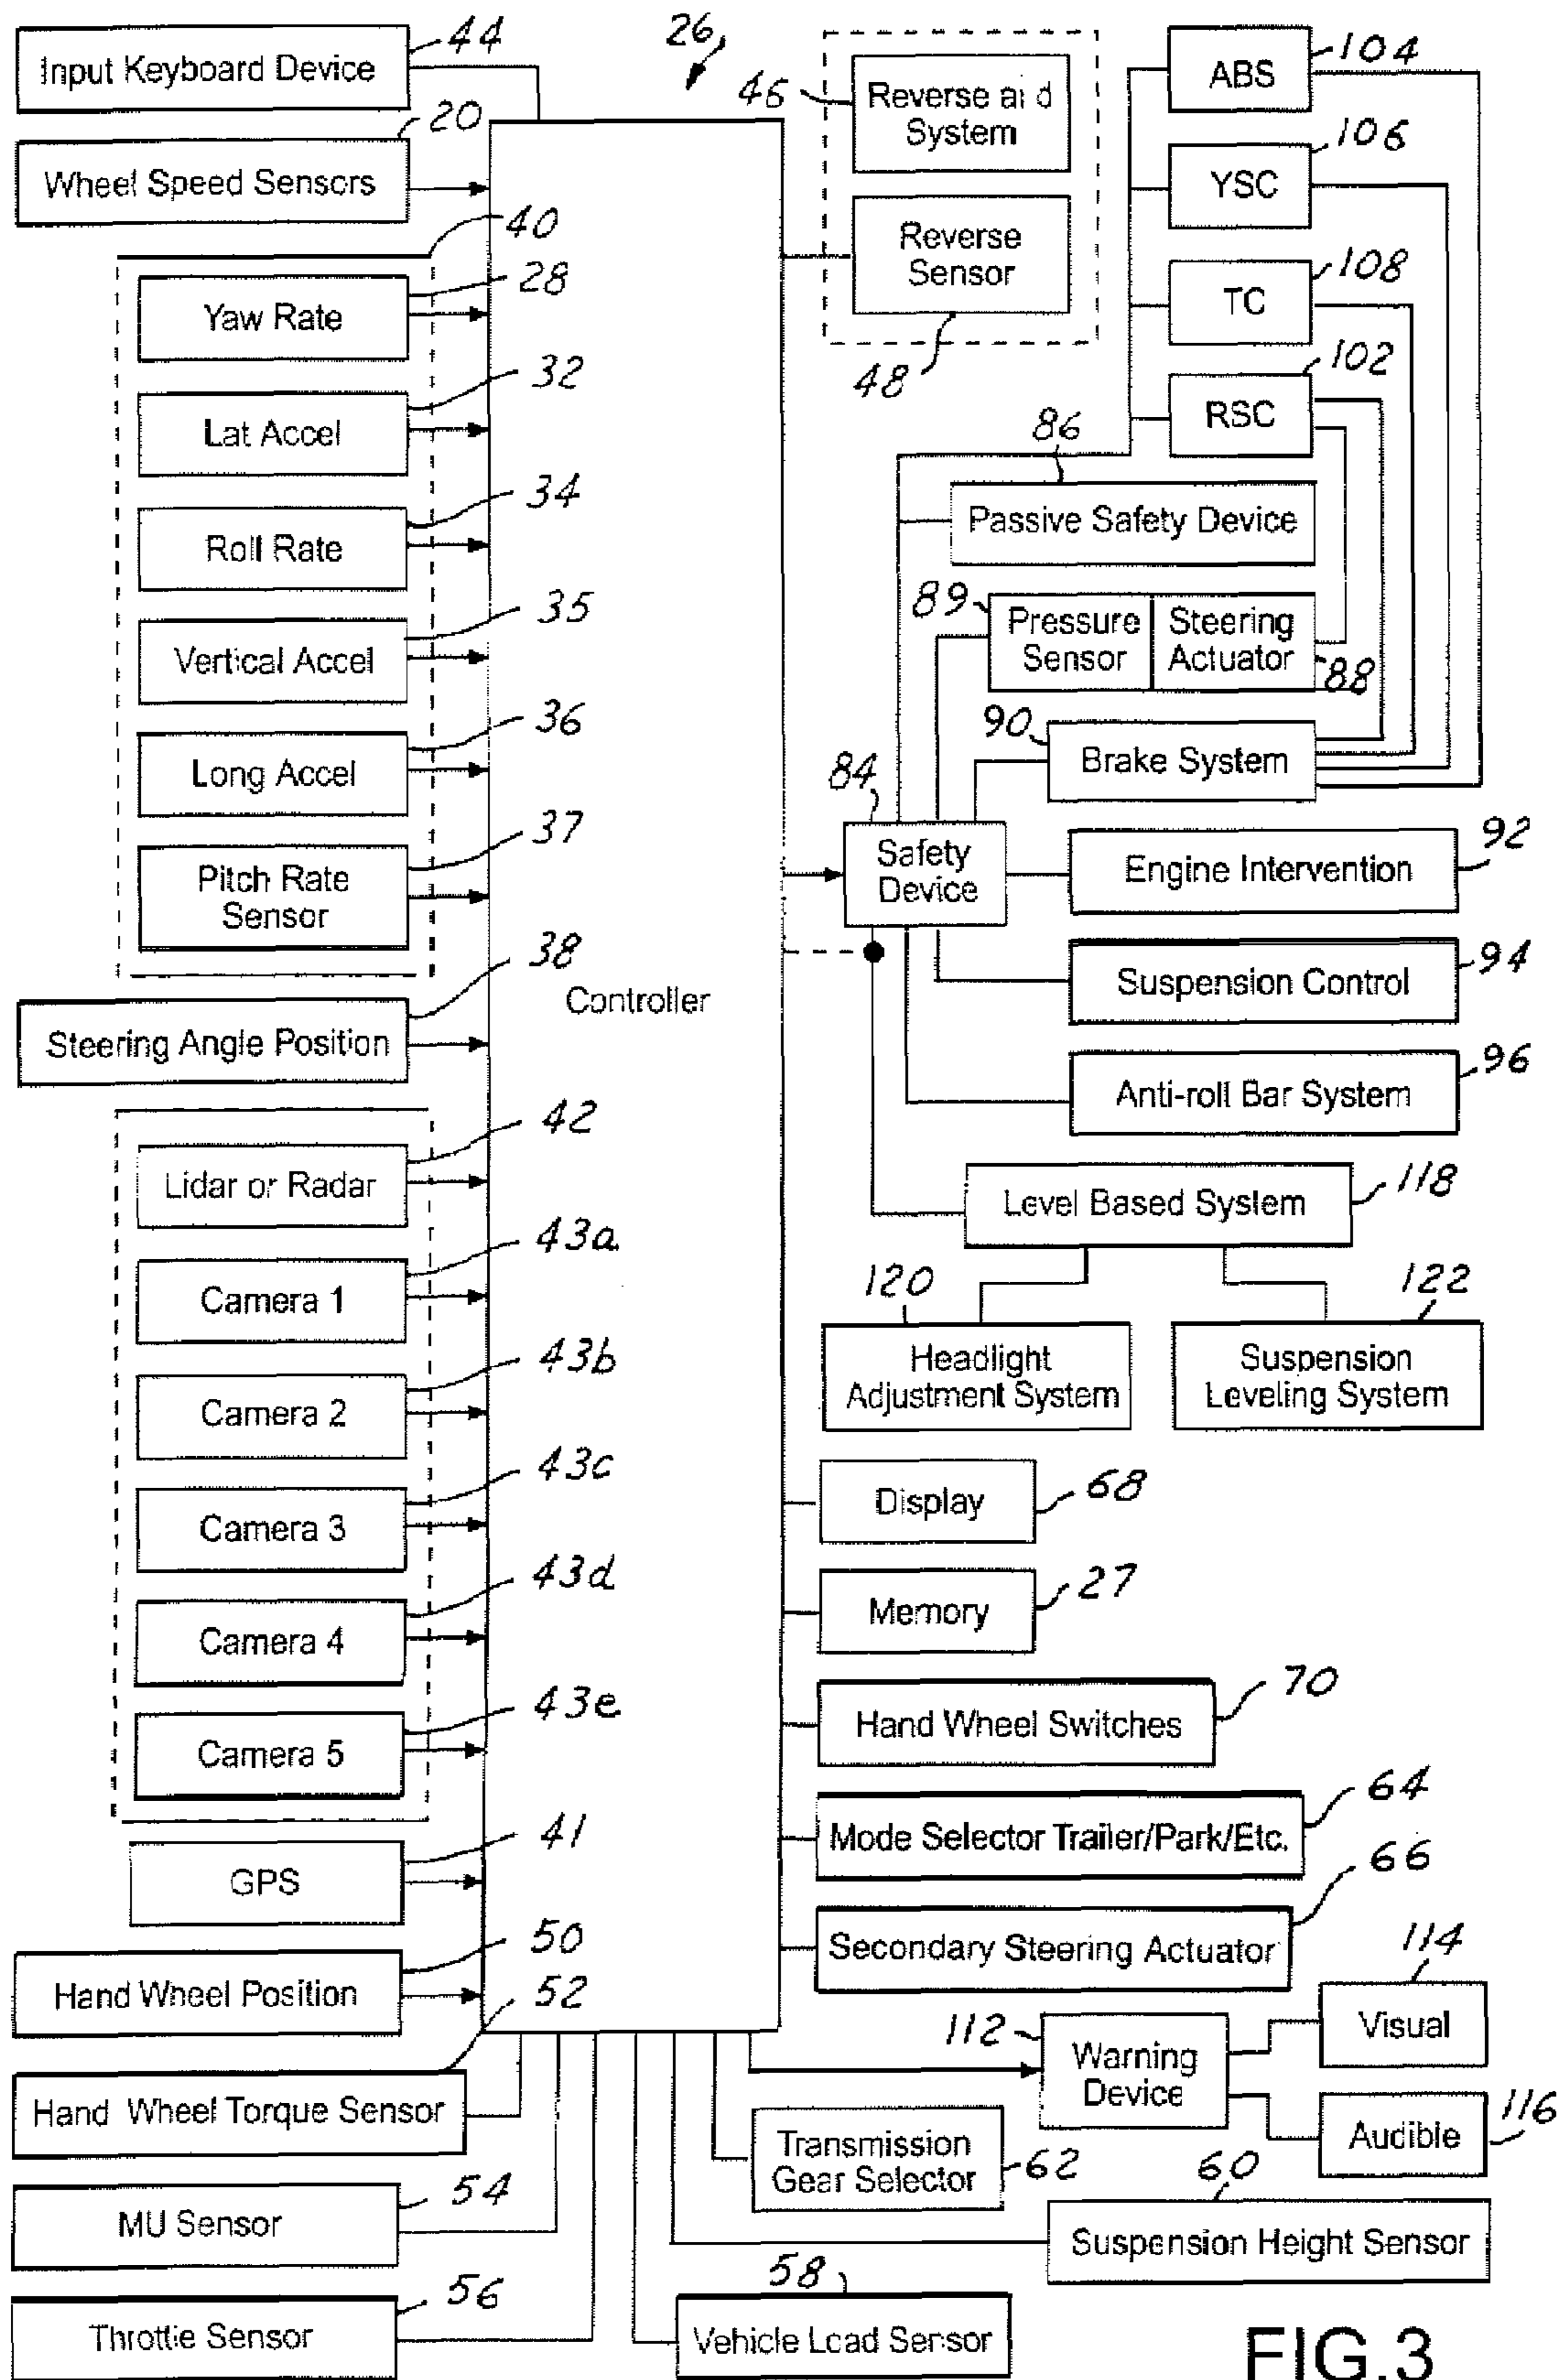 Input Keyboard Device
44
Wheel Speed Sensors
20
40
Yaw Rate
28
Lat Accel
32
Roll Rate
34
Vertical Accel
35
Long Accel
36
Pitch Rate
Sensor
37
Steering Angle Position
38
Lidar or Radar
42
Camera 1
43a
Camera 2
43b
Camera 3
43c
Camera 4
43d
Camera 5
43e
GPS
41
Hand Wheel Position
50
Hand Wheel Torque Sensor
52
MU Sensor
54
Throttle Sensor
56
Controller
26
46
Reverse aid
System
Reverse
Sensor
48
ABS
104
YSC
106
TC
108
RSC
102
86
Passive Safety Device
89
Pressure
Sensor
Steering
Actuator
88
90
Brake System
84
Safety
Device
Engine Intervention
92
Suspension Control
94
Anti-roll Bar System
96
Level Based System
118
120
Headlight
Adjustment System
122
Suspension
Leveling System
Display
68
Memory
27
Hand Wheel Switches
70
Mode Selector Trailer/Park/Etc.
64
Secondary Steering Actuator
66
112
Warning
Device
114
Visual
Audible
116
Transmission
Gear Selector
62
60
Suspension Height Sensor
58
Vehicle Load Sensor
FIG.3